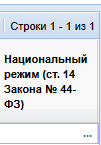 Строки 1 - 1 из 1
Национальный
режим (ст. 14
Закона № 44-
ФЗ)
...